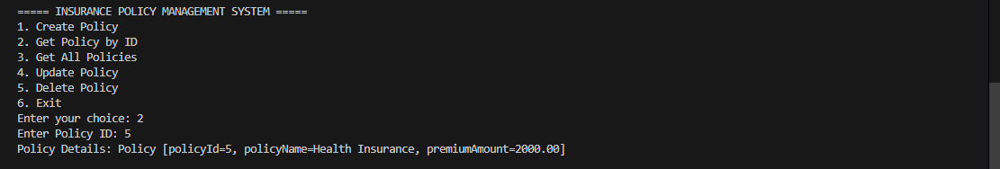 ===== INSURANCE POLICY MANAGEMENT SYSTEM =====
1. Create Policy
2. Get Policy by ID
3. Get All Policies
4. Update Policy
5. Delete Policy
6. Exit
Enter your choice: 2
Enter Policy ID: 5
Policy Details: Policy [policyId=5, policyName=Health Insurance, premiumAmount=2000.00]